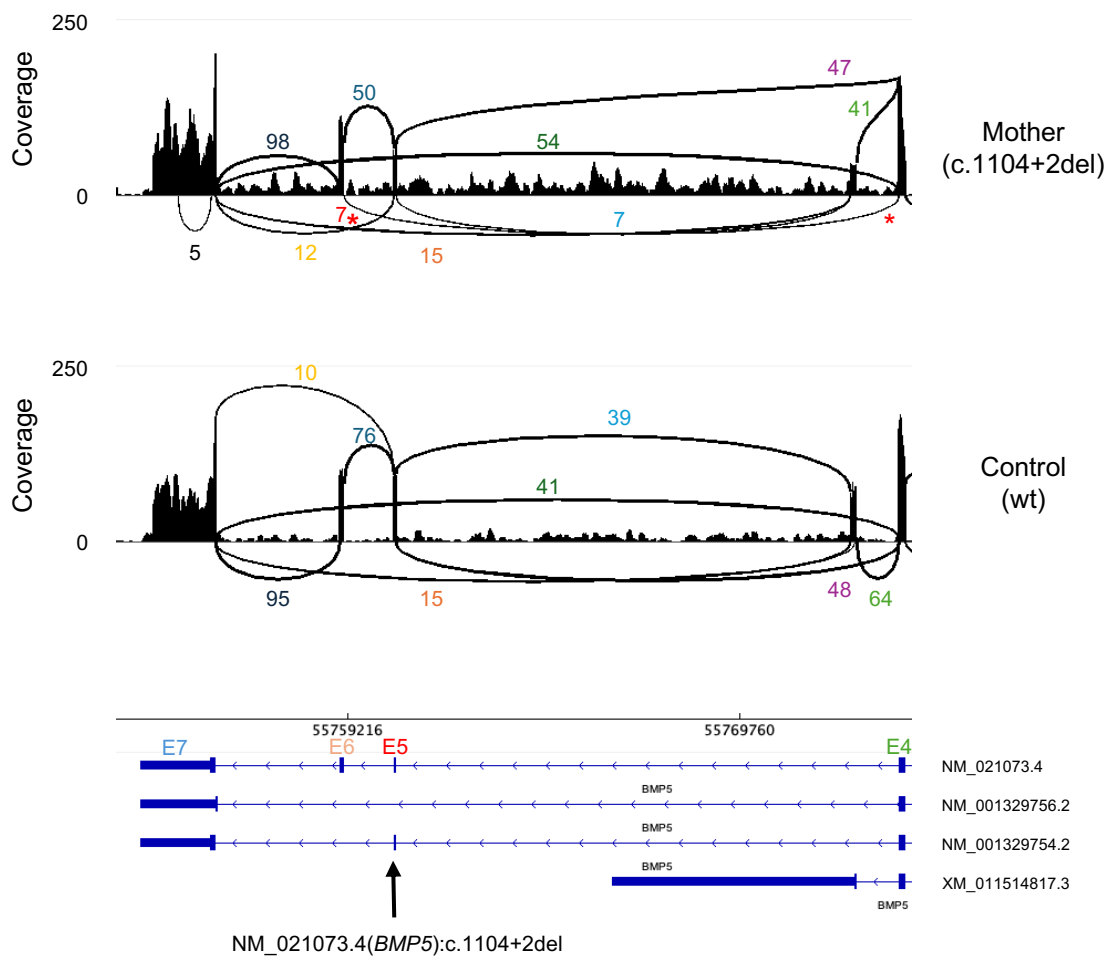 250
Coverage
0
47
50
41
98
54
Mother
(c.1104+2del)
7*
7
*
5
12
15
250
Coverage
0
10
39
76
41
Control
(wt)
95
15
48
64
55759216
55769760
E7
E6
E5
E4
NM_021073.4
BMP5
NM_001329756.2
BMP5
NM_001329754.2
BMP5
XM_011514817.3
BMP5
NM_021073.4(BMP5):c.1104+2del